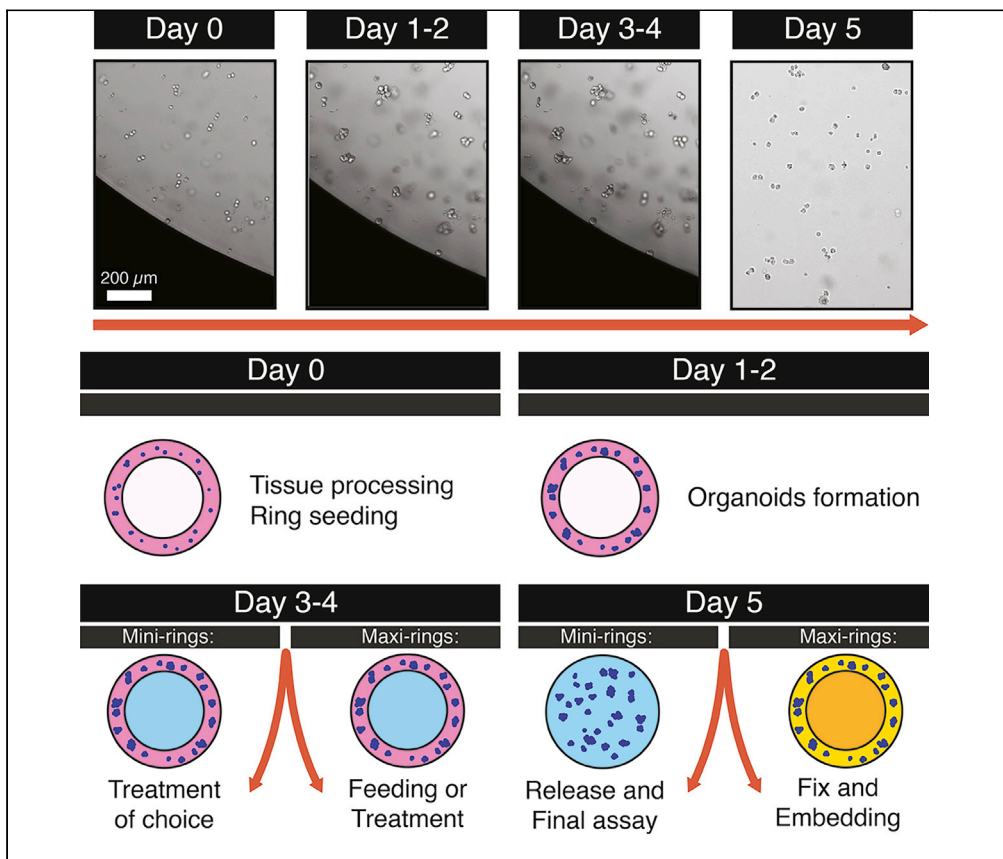 Day 0
Day 1-2
Day 3-4
Day 5
200 µm
Day 0
Day 1-2
Tissue processing
Ring seeding
Organoids formation
Day 3-4
Day 5
Mini-rings:
Maxi-rings:
Mini-rings:
Maxi-rings:
Treatment
of choice
Feeding or
Treatment
Release and
Final assay
Fix and
Embedding